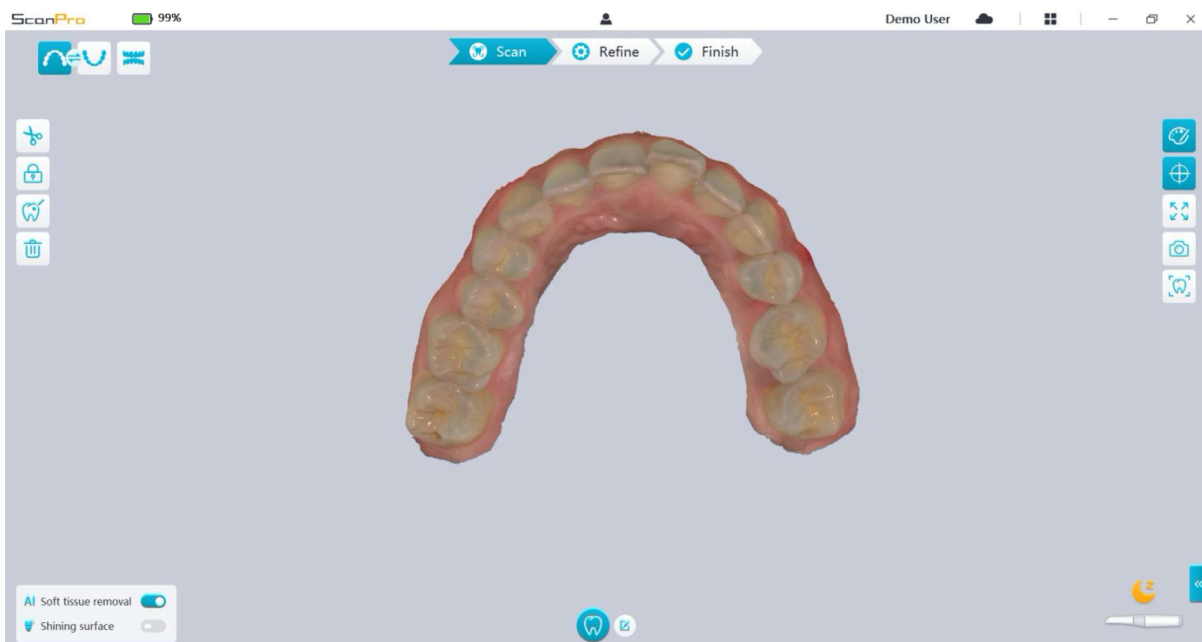 ScanPro
99%
Demo User
Scan
Refine
Finish
AI Soft tissue removal
Shining surface